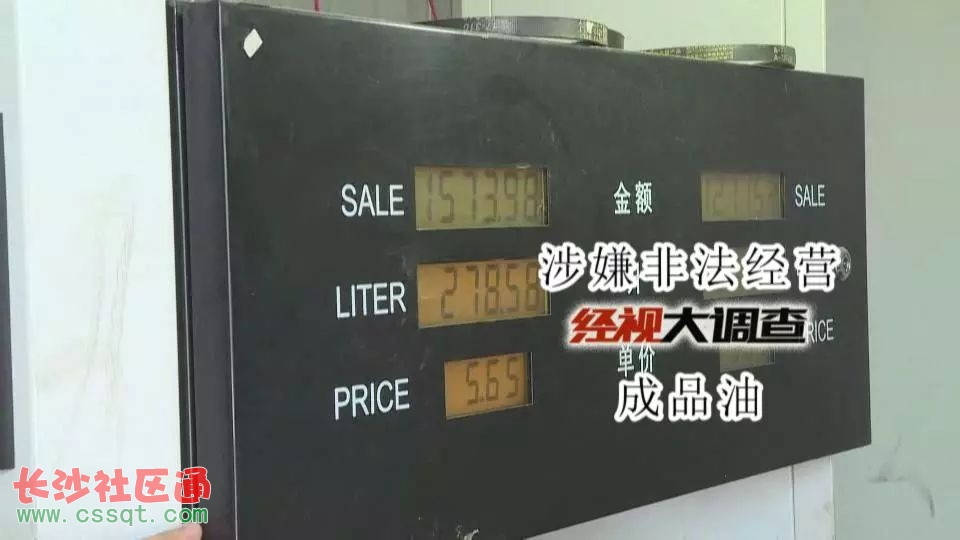 SALE 1573.98 金额 SALE
涉嫌非法经营
LITER 278.58
经视大调查
RICE
单价
PRICE 5.65
成品油
长沙社区通
www.cssqt.com